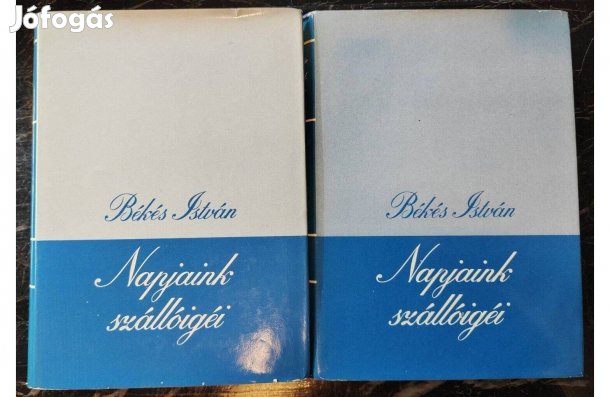 Jófogás
Békés István
Napjaink
szállóigéi
Békés István
Napjaink
szállóigéi